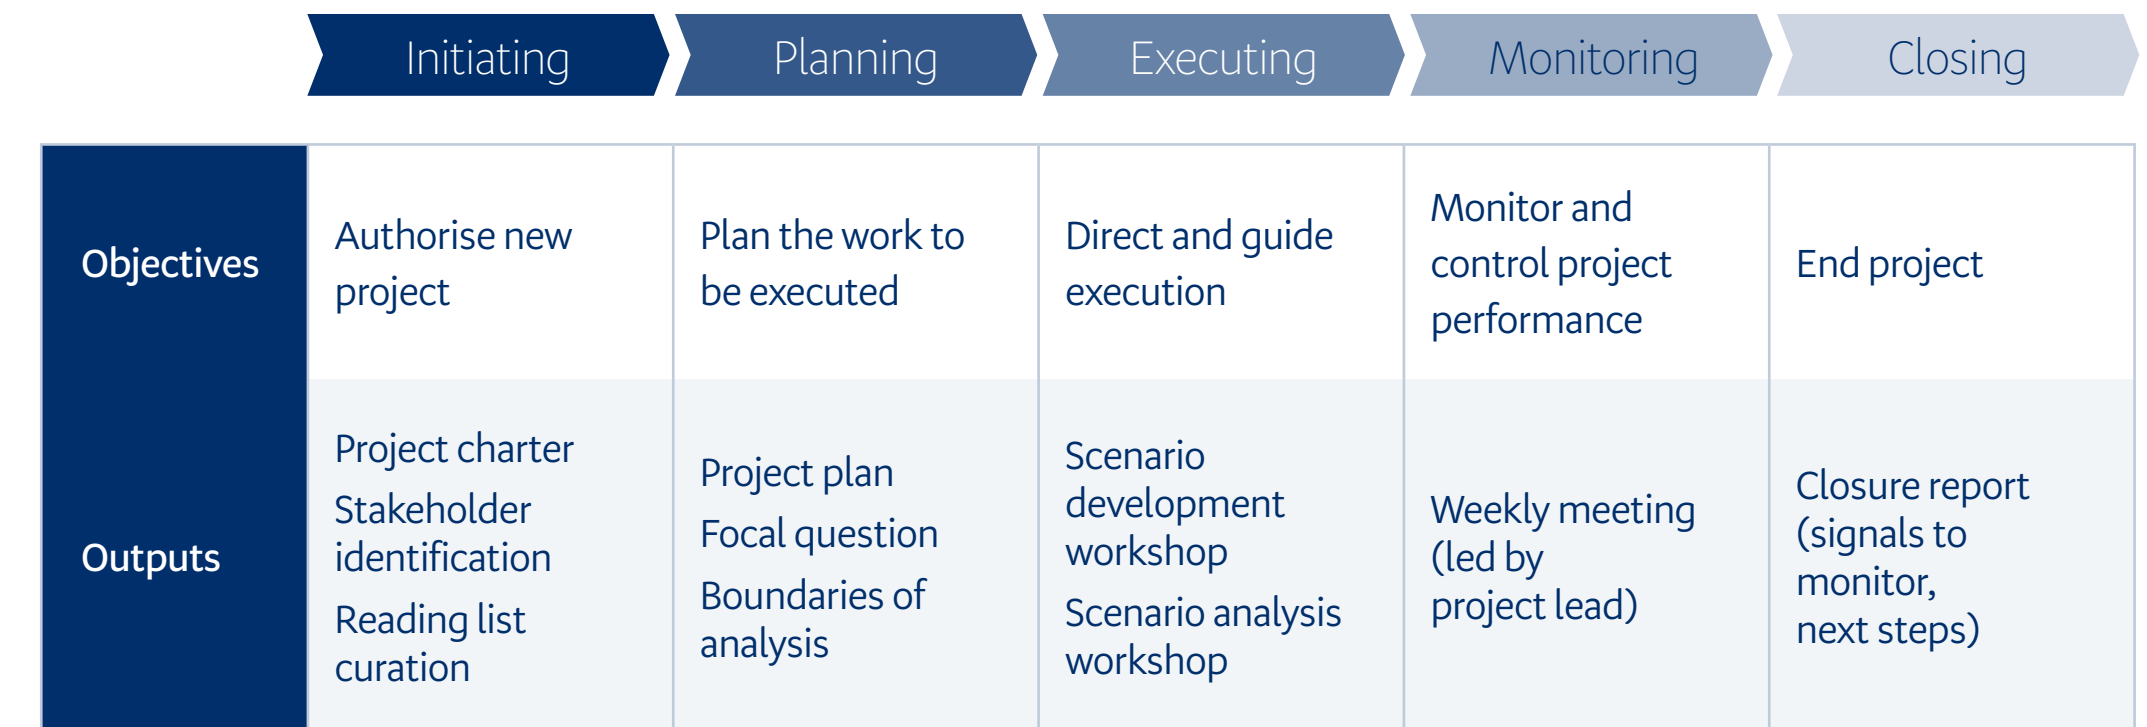 Initiating
Planning
Executing
Monitoring
Closing
Objectives
Authorise new
project
Plan the work to
be executed
Direct and guide
execution
Monitor and
control project
performance
End project
Outputs
Project charter
Stakeholder
identification
Reading list
curation
Project plan
Focal question
Boundaries of
analysis
Scenario
development
workshop
Scenario analysis
workshop
Weekly meeting
(led by
project lead)
Closure report
(signals to
monitor,
next steps)